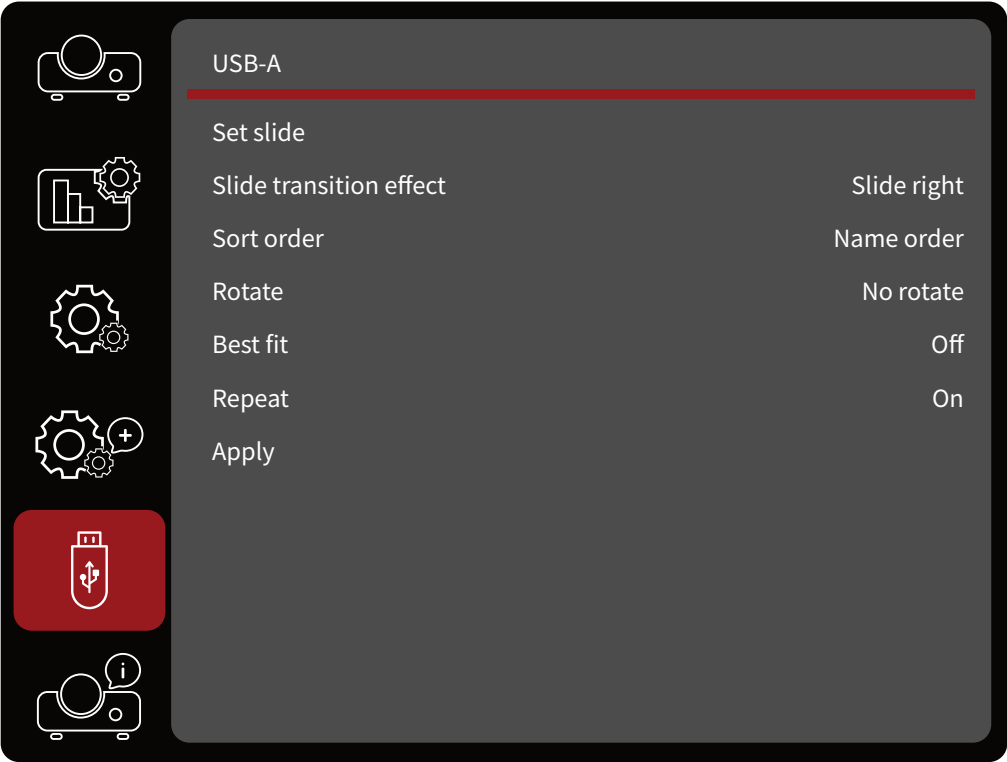 USB-A
Set slide
Slide transition effect Slide right
Sort order Name order
Rotate No rotate
Best fit Off
Repeat On
Apply